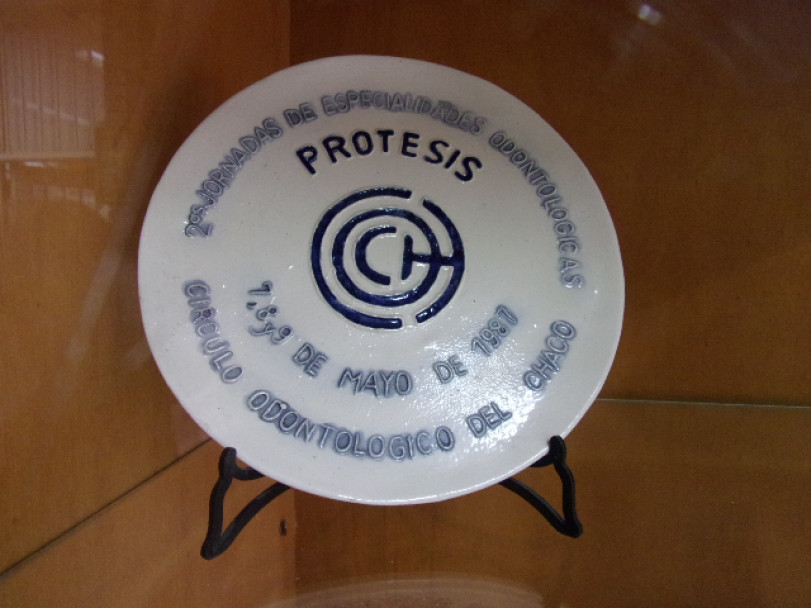 2as JORNADAS DE ESPECIALIDADES ODONTOLOGICAS
PROTESIS
CH
7, 8 y 9 DE MAYO DE 1987
CIRCULO ODONTOLOGICO DEL CHACO